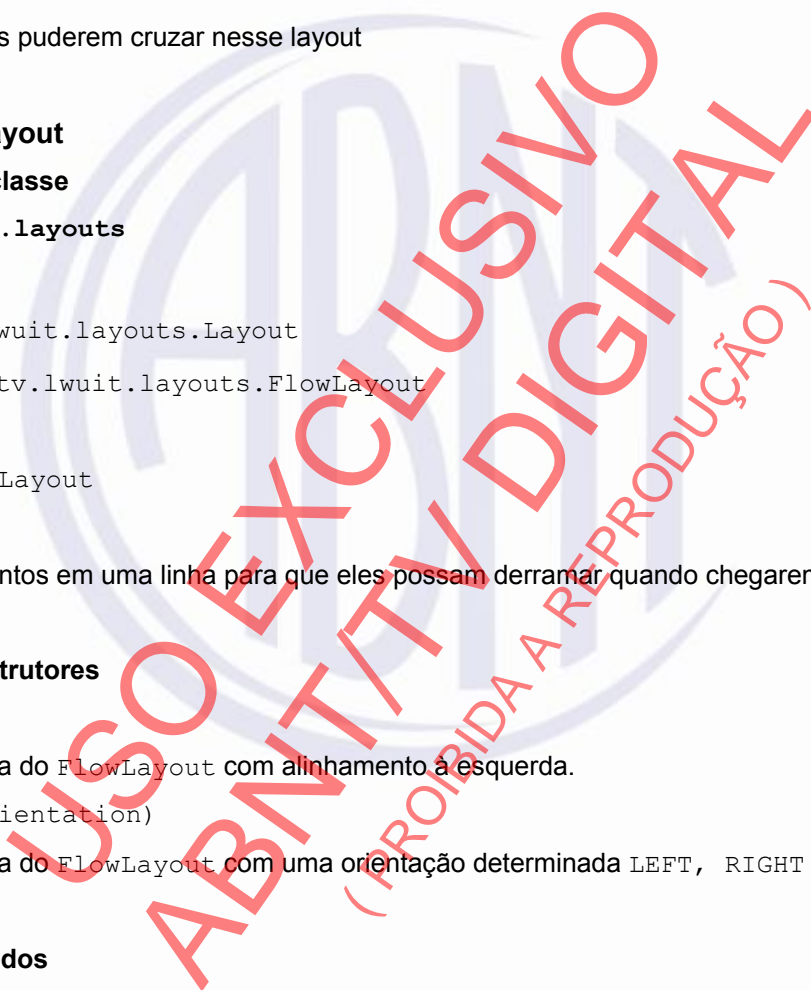 s puderem cruzar nesse layout
ayout
classe
.layouts
wuit.layouts.Layout
tv.lwuit.layouts.FlowLayout
Layout
ntos em uma linha para que eles possam derramar quando chegarem
strutores
a do FlowLayout com alinhamento à esquerda.
ientation)
a do FlowLayout com uma orientação determinada LEFT, RIGHT
dos
USO EXCLUSIVO
ABNT/TV DIGITAL
( PROIBIDA A REPRODUÇÃO )
ABNT